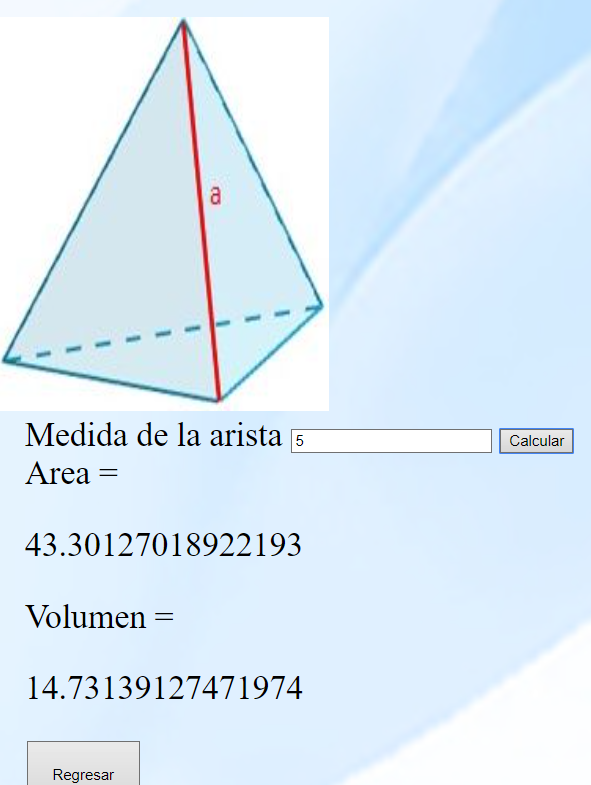 a
Medida de la arista 5 Calcular
Area =
43.30127018922193
Volumen =
14.73139127471974
Regresar